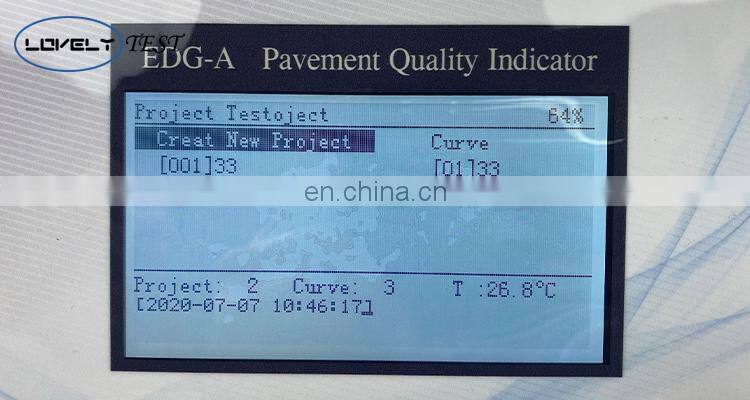 LOVELY TEST
EDG-A Pavement Quality Indicator
Project Testoject 64%
Creat New Project Curve
[001]33 [01]33
en.china.cn
Project: 2 Curve: 3 T :26.8°C
[2020-07-07 10:46:17]